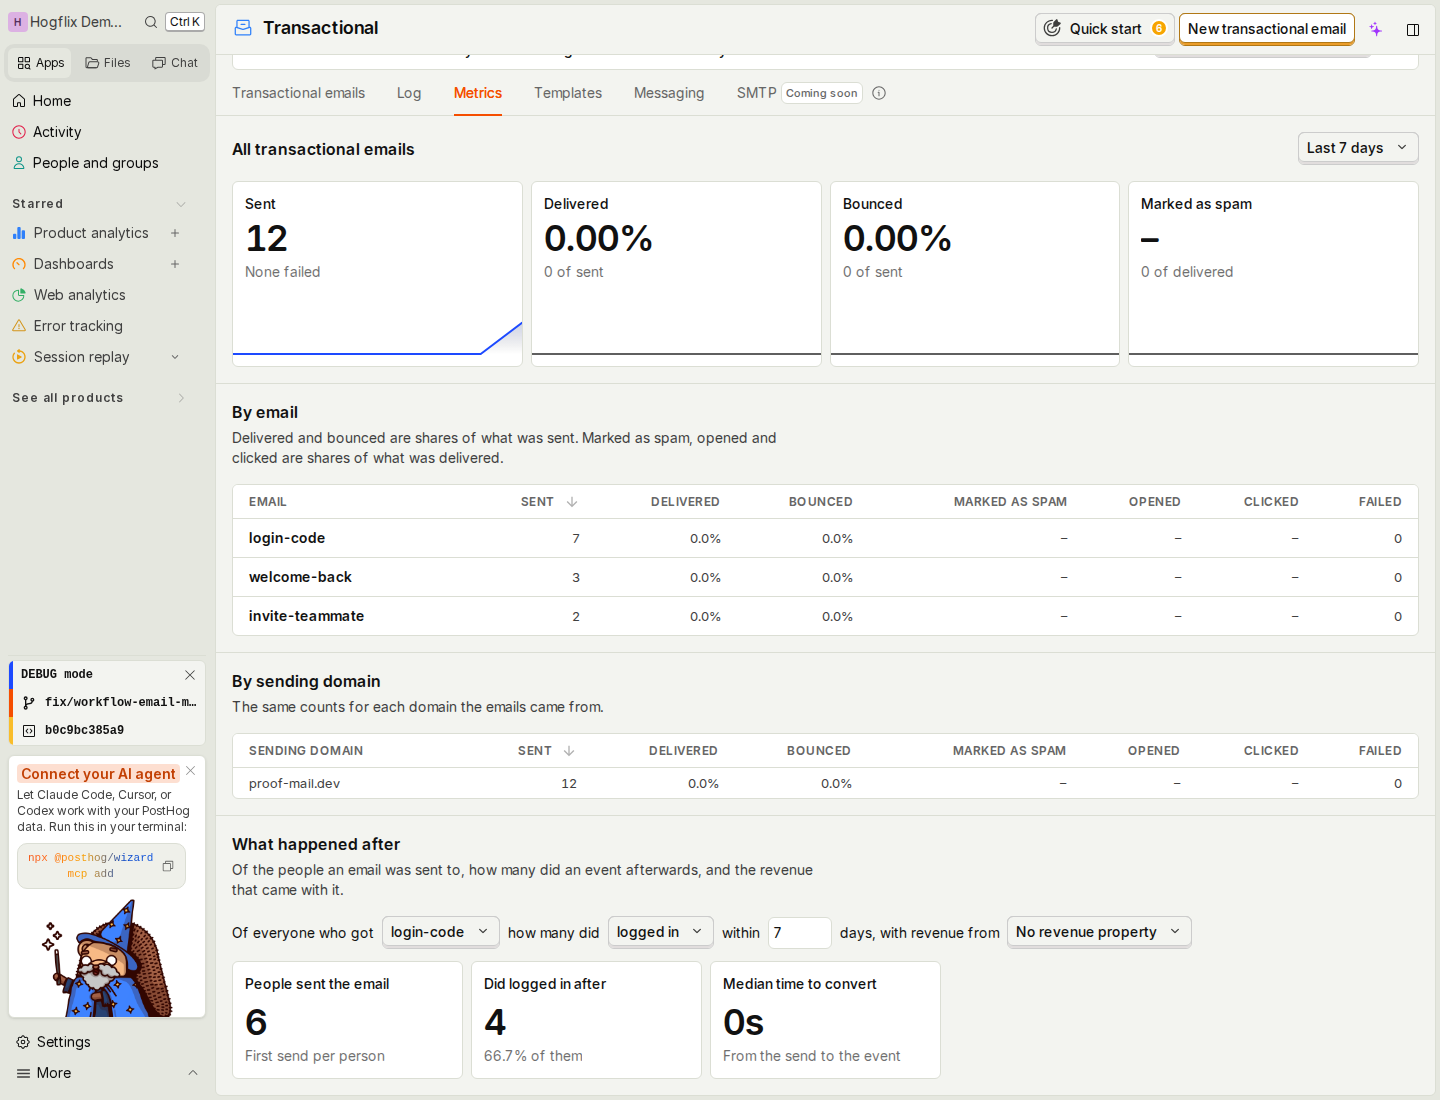 H Hogflix Dem... Ctrl K
Apps Files Chat
Home
Activity
People and groups
Starred
Product analytics
Dashboards
Web analytics
Error tracking
Session replay
See all products
DEBUG mode
fix/workflow-email-m…
b0c9bc385a9
Connect your AI agent
Let Claude Code, Cursor, or
Codex work with your PostHog
data. Run this in your terminal:
npx @posthog/wizard
mcp add
Settings
More
Transactional
Quick start 6
New transactional email
Transactional emails Log Metrics Templates Messaging SMTP Coming soon
All transactional emails
Last 7 days
Sent
12
None failed
Delivered
0.00%
0 of sent
Bounced
0.00%
0 of sent
Marked as spam
–
0 of delivered
By email
Delivered and bounced are shares of what was sent. Marked as spam, opened and
clicked are shares of what was delivered.
EMAIL SENT DELIVERED BOUNCED MARKED AS SPAM OPENED CLICKED FAILED
login-code 7 0.0% 0.0% – – – 0
welcome-back 3 0.0% 0.0% – – – 0
invite-teammate 2 0.0% 0.0% – – – 0
By sending domain
The same counts for each domain the emails came from.
SENDING DOMAIN SENT DELIVERED BOUNCED MARKED AS SPAM OPENED CLICKED FAILED
proof-mail.dev 12 0.0% 0.0% – – – 0
What happened after
Of the people an email was sent to, how many did an event afterwards, and the revenue
that came with it.
Of everyone who got login-code how many did logged in within 7 days, with revenue from No revenue property
People sent the email
6
First send per person
Did logged in after
4
66.7% of them
Median time to convert
0s
From the send to the event